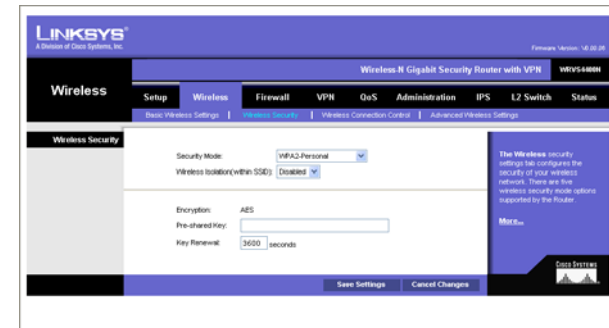 LINKSYS®
A Division of Cisco Systems, Inc.
Firmware Version: V0.00.09
Wireless-N Gigabit Security Router with VPN WRVS4400N
Wireless
Setup Wireless Firewall VPN QoS Administration IPS L2 Switch Status
Basic Wireless Settings | Wireless Security | Wireless Connection Control | Advanced Wireless Settings
Wireless Security
Security Mode: WPA2-Personal
Wireless Isolation(within SSID): Disabled
Encryption: AES
Pre-shared Key:
Key Renewal: 3600 seconds
The Wireless security
settings tab configures the
security of your wireless
network. There are five
wireless security mode options
supported by the Router.
More...
Save Settings Cancel Changes
Cisco Systems